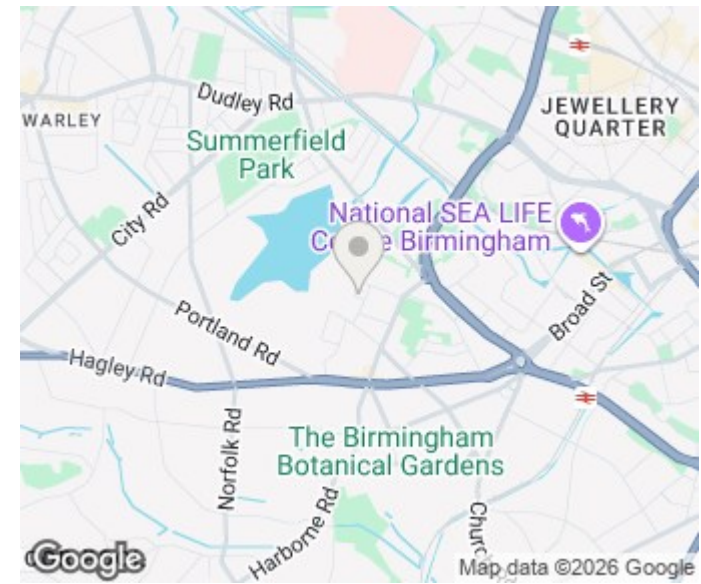 Dudley Rd
WARLEY
JEWELLERY
QUARTER
Summerfield
Park
City Rd
National SEA LIFE
Birmingham
Broad St
Portland Rd
Hagley Rd
Norfolk Rd
The Birmingham
Botanical Gardens
Harborne Rd
Google
Map data ©2026 Google